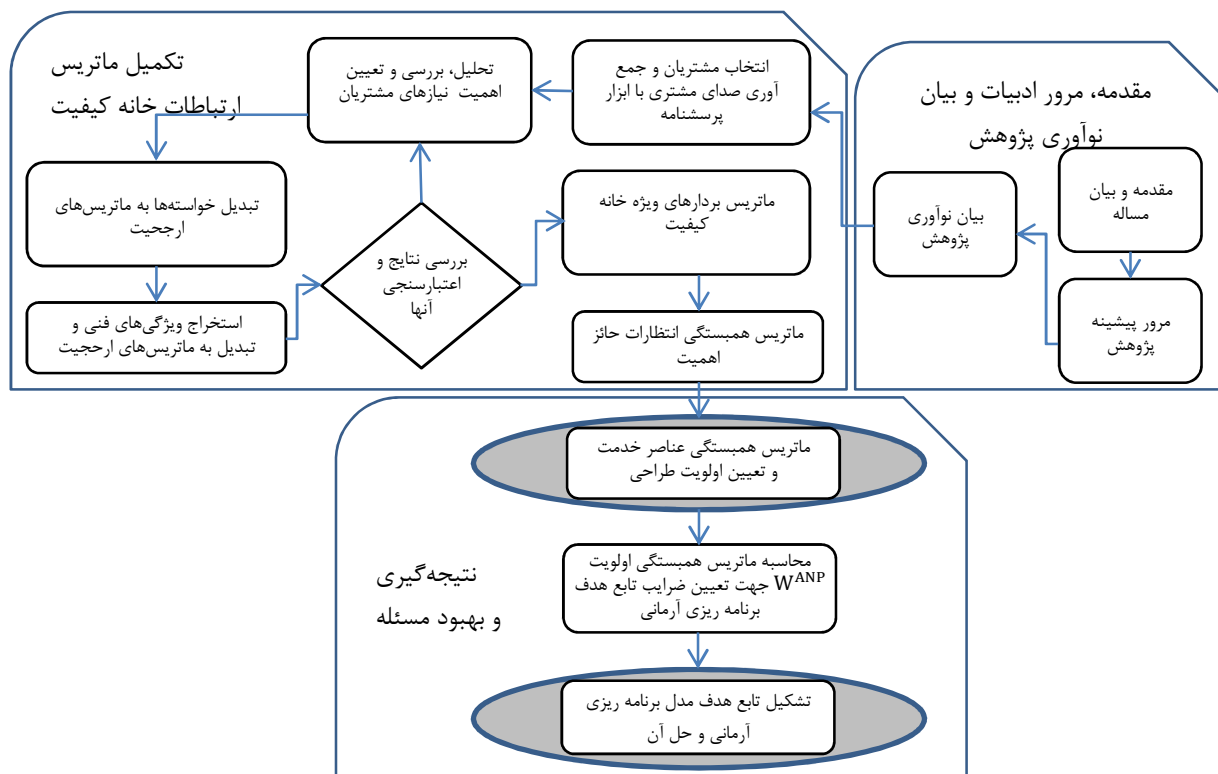 مقدمه، مرور ادبیات و بیان
نوآوری پژوهش
مقدمه و بیان
مساله
مرور پیشینه
پژوهش
بیان نوآوری
پژوهش
تکمیل ماتریس
ارتباطات خانه کیفیت
انتخاب مشتریان و جمع
آوری صدای مشتری با ابزار
پرسشنامه
تحلیل، بررسی و تعیین
اهمیت نیازهای مشتریان
تبدیل خواسته‌ها به ماتریس‌های
ارجحیت
استخراج ویژگی‌های فنی و
تبدیل به ماتریس‌های ارجحیت
بررسی نتایج و
اعتبارسنجی
آنها
ماتریس بردارهای ویژه خانه
کیفیت
ماتریس همبستگی انتظارات حائز
اهمیت
نتیجه‌گیری
و بهبود مسئله
ماتریس همبستگی عناصر خدمت
و تعیین اولویت طراحی
محاسبه ماتریس همبستگی اولویت
W^ANP جهت تعیین ضرایب تابع هدف
برنامه ریزی آرمانی
تشکیل تابع هدف مدل برنامه ریزی
آرمانی و حل آن